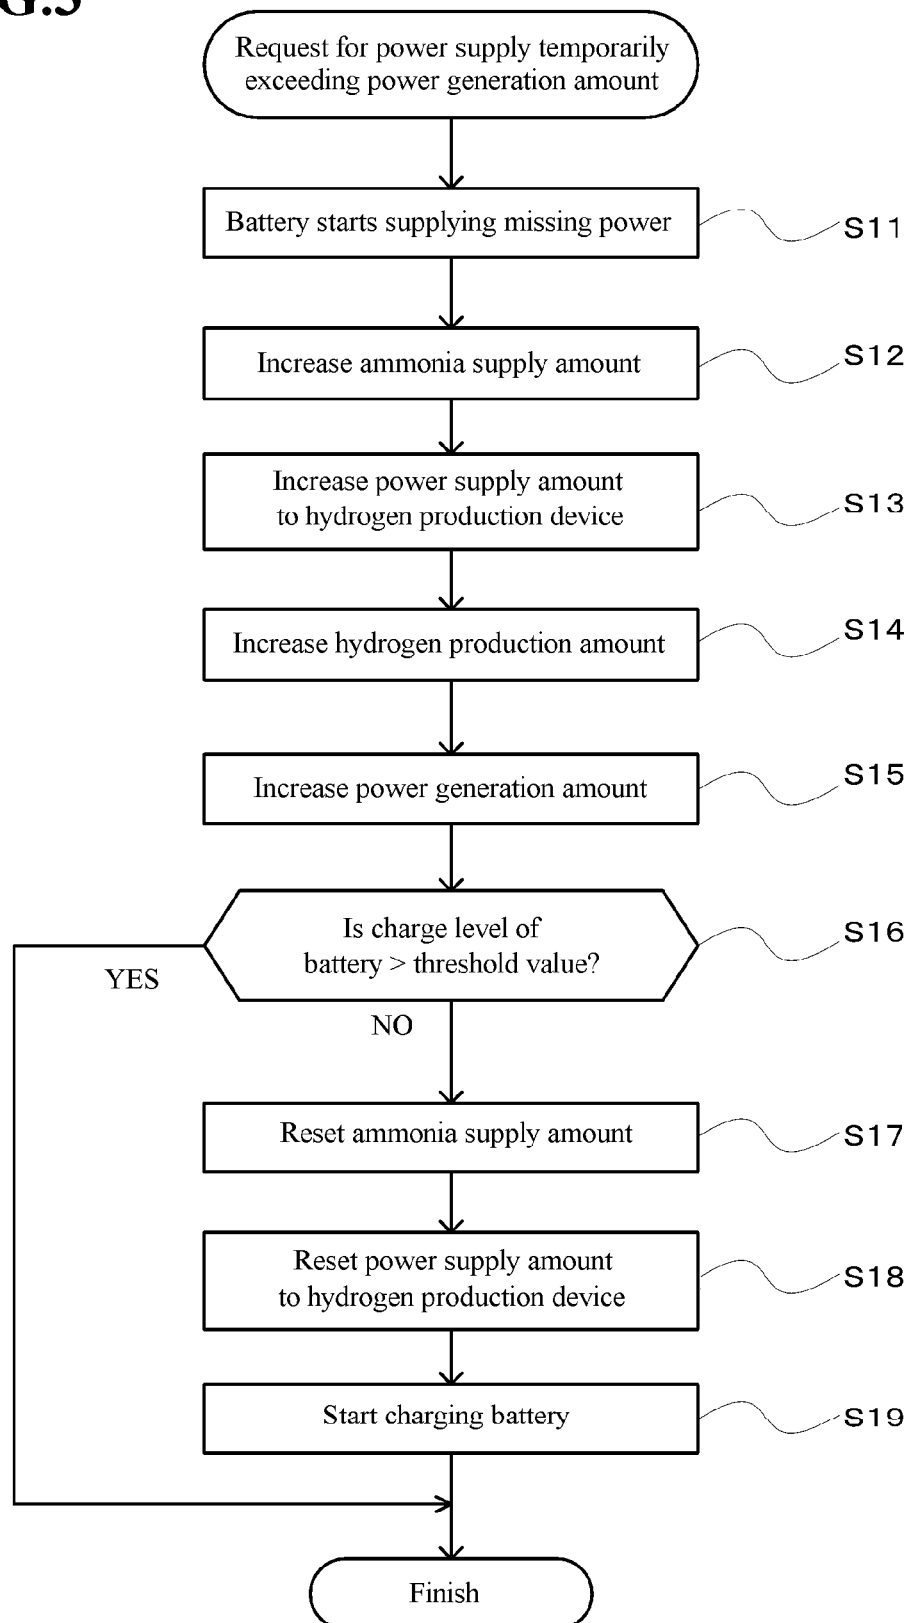 Request for power supply temporarily
exceeding power generation amount
Battery starts supplying missing power
S11
Increase ammonia supply amount
S12
Increase power supply amount
to hydrogen production device
S13
Increase hydrogen production amount
S14
Increase power generation amount
S15
Is charge level of
battery > threshold value?
S16
YES
NO
Reset ammonia supply amount
S17
Reset power supply amount
to hydrogen production device
S18
Start charging battery
S19
Finish